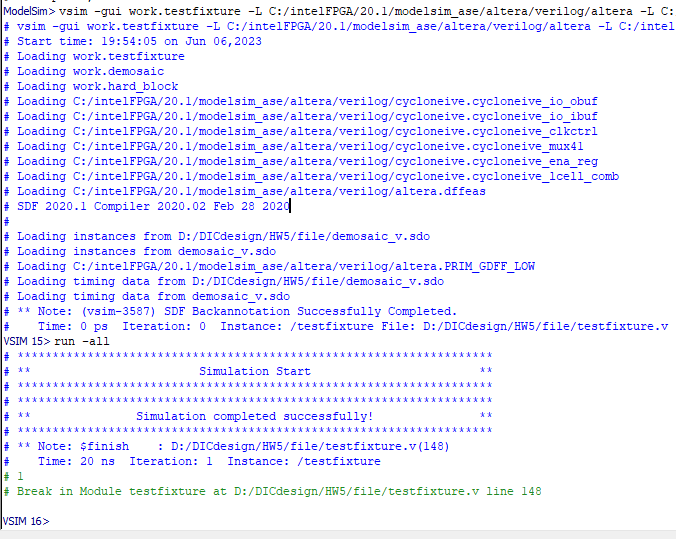 ModelSim> vsim -gui work.testfixture -L C:/intelFPGA/20.1/modelsim_ase/altera/verilog/altera -L C:
# vsim -gui work.testfixture -L C:/intelFPGA/20.1/modelsim_ase/altera/verilog/altera -L C:/intel
# Start time: 19:54:05 on Jun 06,2023
# Loading work.testfixture
# Loading work.demosaic
# Loading work.hard_block
# Loading C:/intelFPGA/20.1/modelsim_ase/altera/verilog/cycloneive.cycloneive_io_obuf
# Loading C:/intelFPGA/20.1/modelsim_ase/altera/verilog/cycloneive.cycloneive_io_ibuf
# Loading C:/intelFPGA/20.1/modelsim_ase/altera/verilog/cycloneive.cycloneive_clkctrl
# Loading C:/intelFPGA/20.1/modelsim_ase/altera/verilog/cycloneive.cycloneive_mux41
# Loading C:/intelFPGA/20.1/modelsim_ase/altera/verilog/cycloneive.cycloneive_ena_reg
# Loading C:/intelFPGA/20.1/modelsim_ase/altera/verilog/cycloneive.cycloneive_lcell_comb
# Loading C:/intelFPGA/20.1/modelsim_ase/altera/verilog/altera.dffeas
# SDF 2020.1 Compiler 2020.02 Feb 28 2020
#
# Loading instances from D:/DICdesign/HW5/file/demosaic_v.sdo
# Loading instances from demosaic_v.sdo
# Loading C:/intelFPGA/20.1/modelsim_ase/altera/verilog/altera.PRIM_GDFF_LOW
# Loading timing data from D:/DICdesign/HW5/file/demosaic_v.sdo
# Loading timing data from demosaic_v.sdo
# ** Note: (vsim-3587) SDF Backannotation Successfully Completed.
#    Time: 0 ps  Iteration: 0  Instance: /testfixture File: D:/DICdesign/HW5/file/testfixture.v
VSIM 15> run -all
# ********************************************************************
# **                        Simulation Start                        **
# ********************************************************************
# ********************************************************************
# **               Simulation completed successfully!               **
# ********************************************************************
# ** Note: $finish    : D:/DICdesign/HW5/file/testfixture.v(148)
#    Time: 20 ns  Iteration: 1  Instance: /testfixture
# 1
# Break in Module testfixture at D:/DICdesign/HW5/file/testfixture.v line 148
VSIM 16>